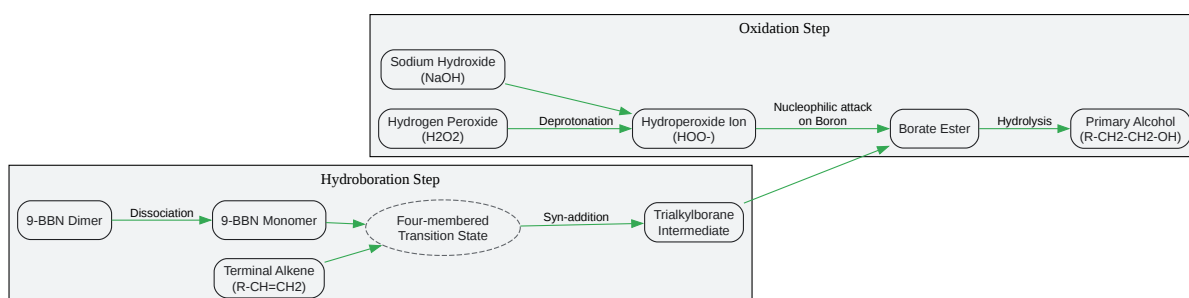 Oxidation Step
Sodium Hydroxide
(NaOH)
Hydrogen Peroxide
(H2O2)
Deprotonation
Hydroperoxide Ion
(HOO-)
Nucleophilic attack
on Boron
Borate Ester
Hydrolysis
Primary Alcohol
(R-CH2-CH2-OH)
Hydroboration Step
9-BBN Dimer
Dissociation
9-BBN Monomer
Four-membered
Transition State
Syn-addition
Trialkylborane
Intermediate
Terminal Alkene
(R-CH=CH2)